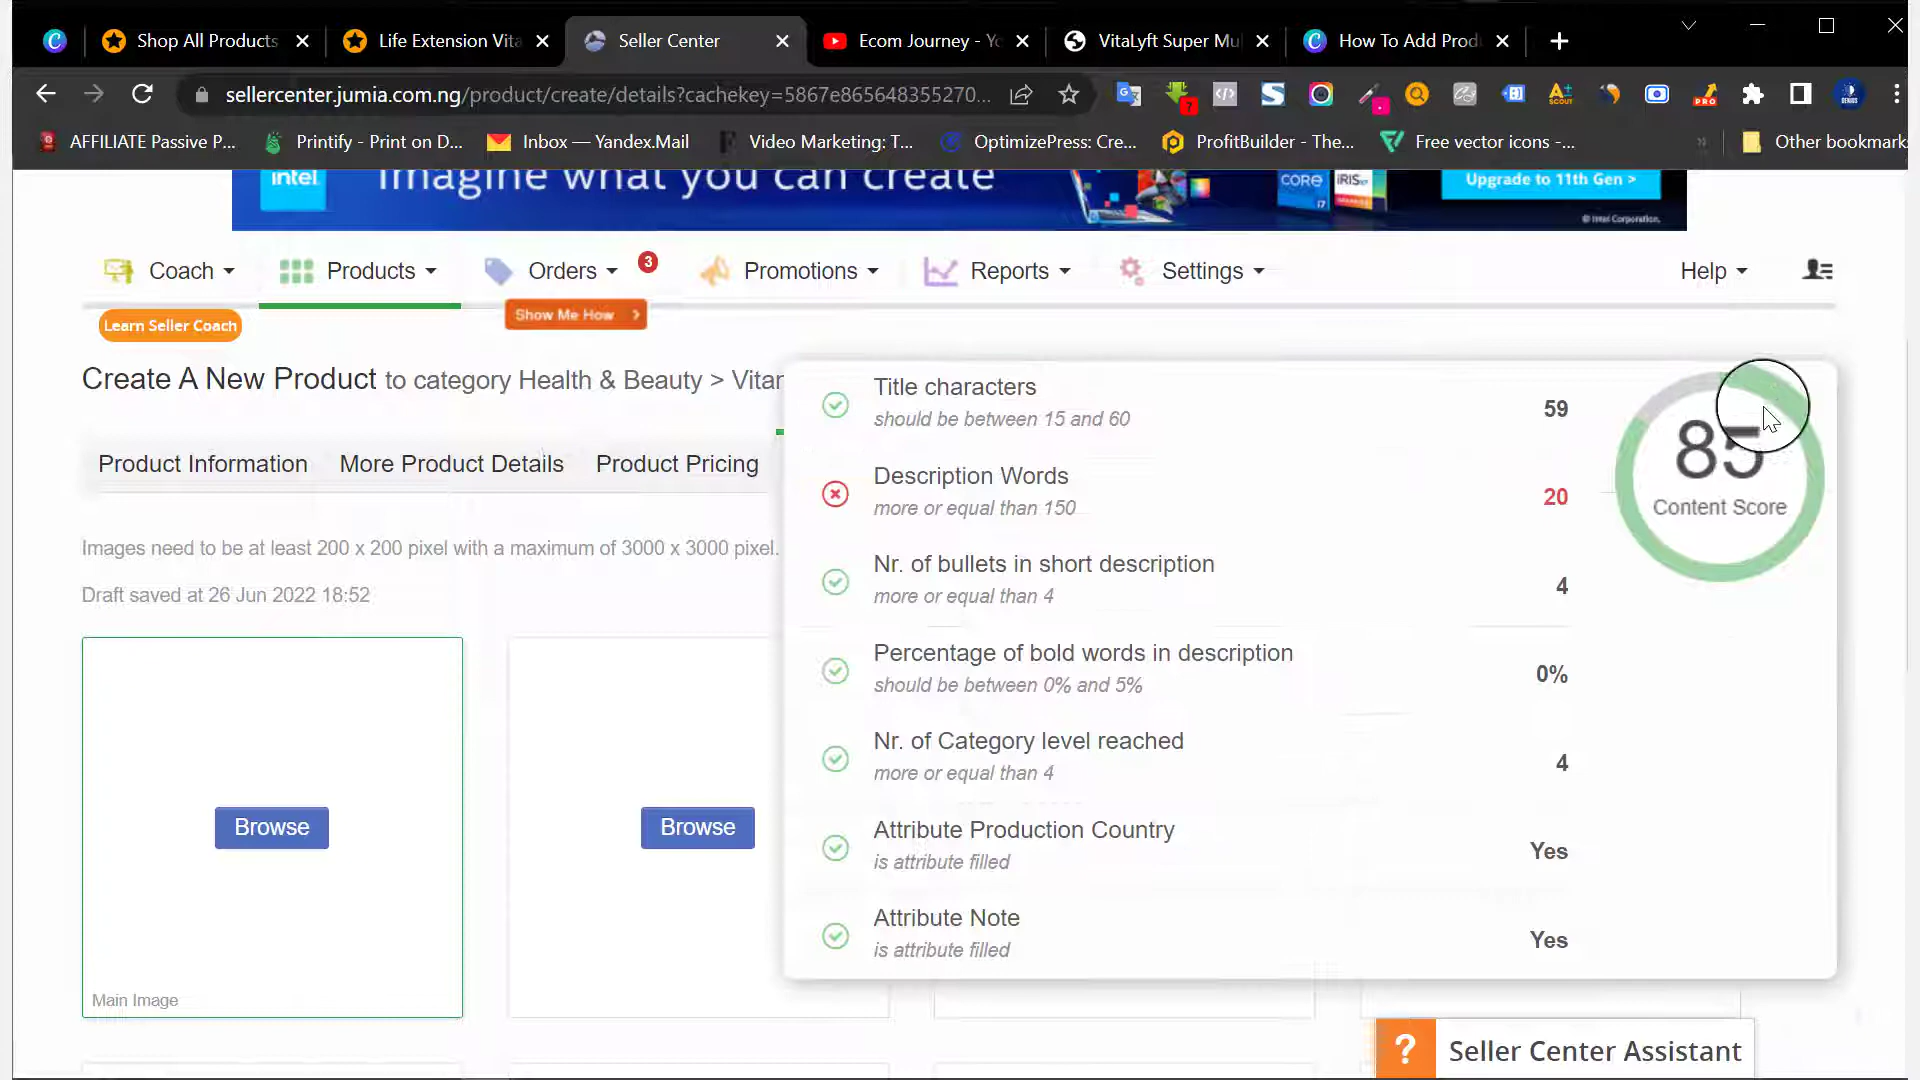 Shop All Products
Life Extension Vita
Seller Center
Ecom Journey - Yo
VitaLyft Super Mu
How To Add Prod
sellercenter.jumia.com.ng/product/create/details?cachekey=5867e865648355270...
AFFILIATE Passive P...
Printify - Print on D...
Inbox — Yandex.Mail
Video Marketing: T...
OptimizePress: Cre...
ProfitBuilder - The...
Free vector icons -...
Other bookmark
intel
Imagine what you can create
CORE
i7
iRIS
Upgrade to 11th Gen >
© Intel Corporation.
Coach
Products
Orders
3
Promotions
Reports
Settings
Help
Learn Seller Coach
Show Me How
Create A New Product to category Health & Beauty > Vitam
Product Information
More Product Details
Product Pricing
Images need to be at least 200 x 200 pixel with a maximum of 3000 x 3000 pixel.
Draft saved at 26 Jun 2022 18:52
Browse
Main Image
Browse
Title characters
should be between 15 and 60
59
Description Words
more or equal than 150
20
Nr. of bullets in short description
more or equal than 4
4
Percentage of bold words in description
should be between 0% and 5%
0%
Nr. of Category level reached
more or equal than 4
4
Attribute Production Country
is attribute filled
Yes
Attribute Note
is attribute filled
Yes
85
Content Score
? Seller Center Assistant